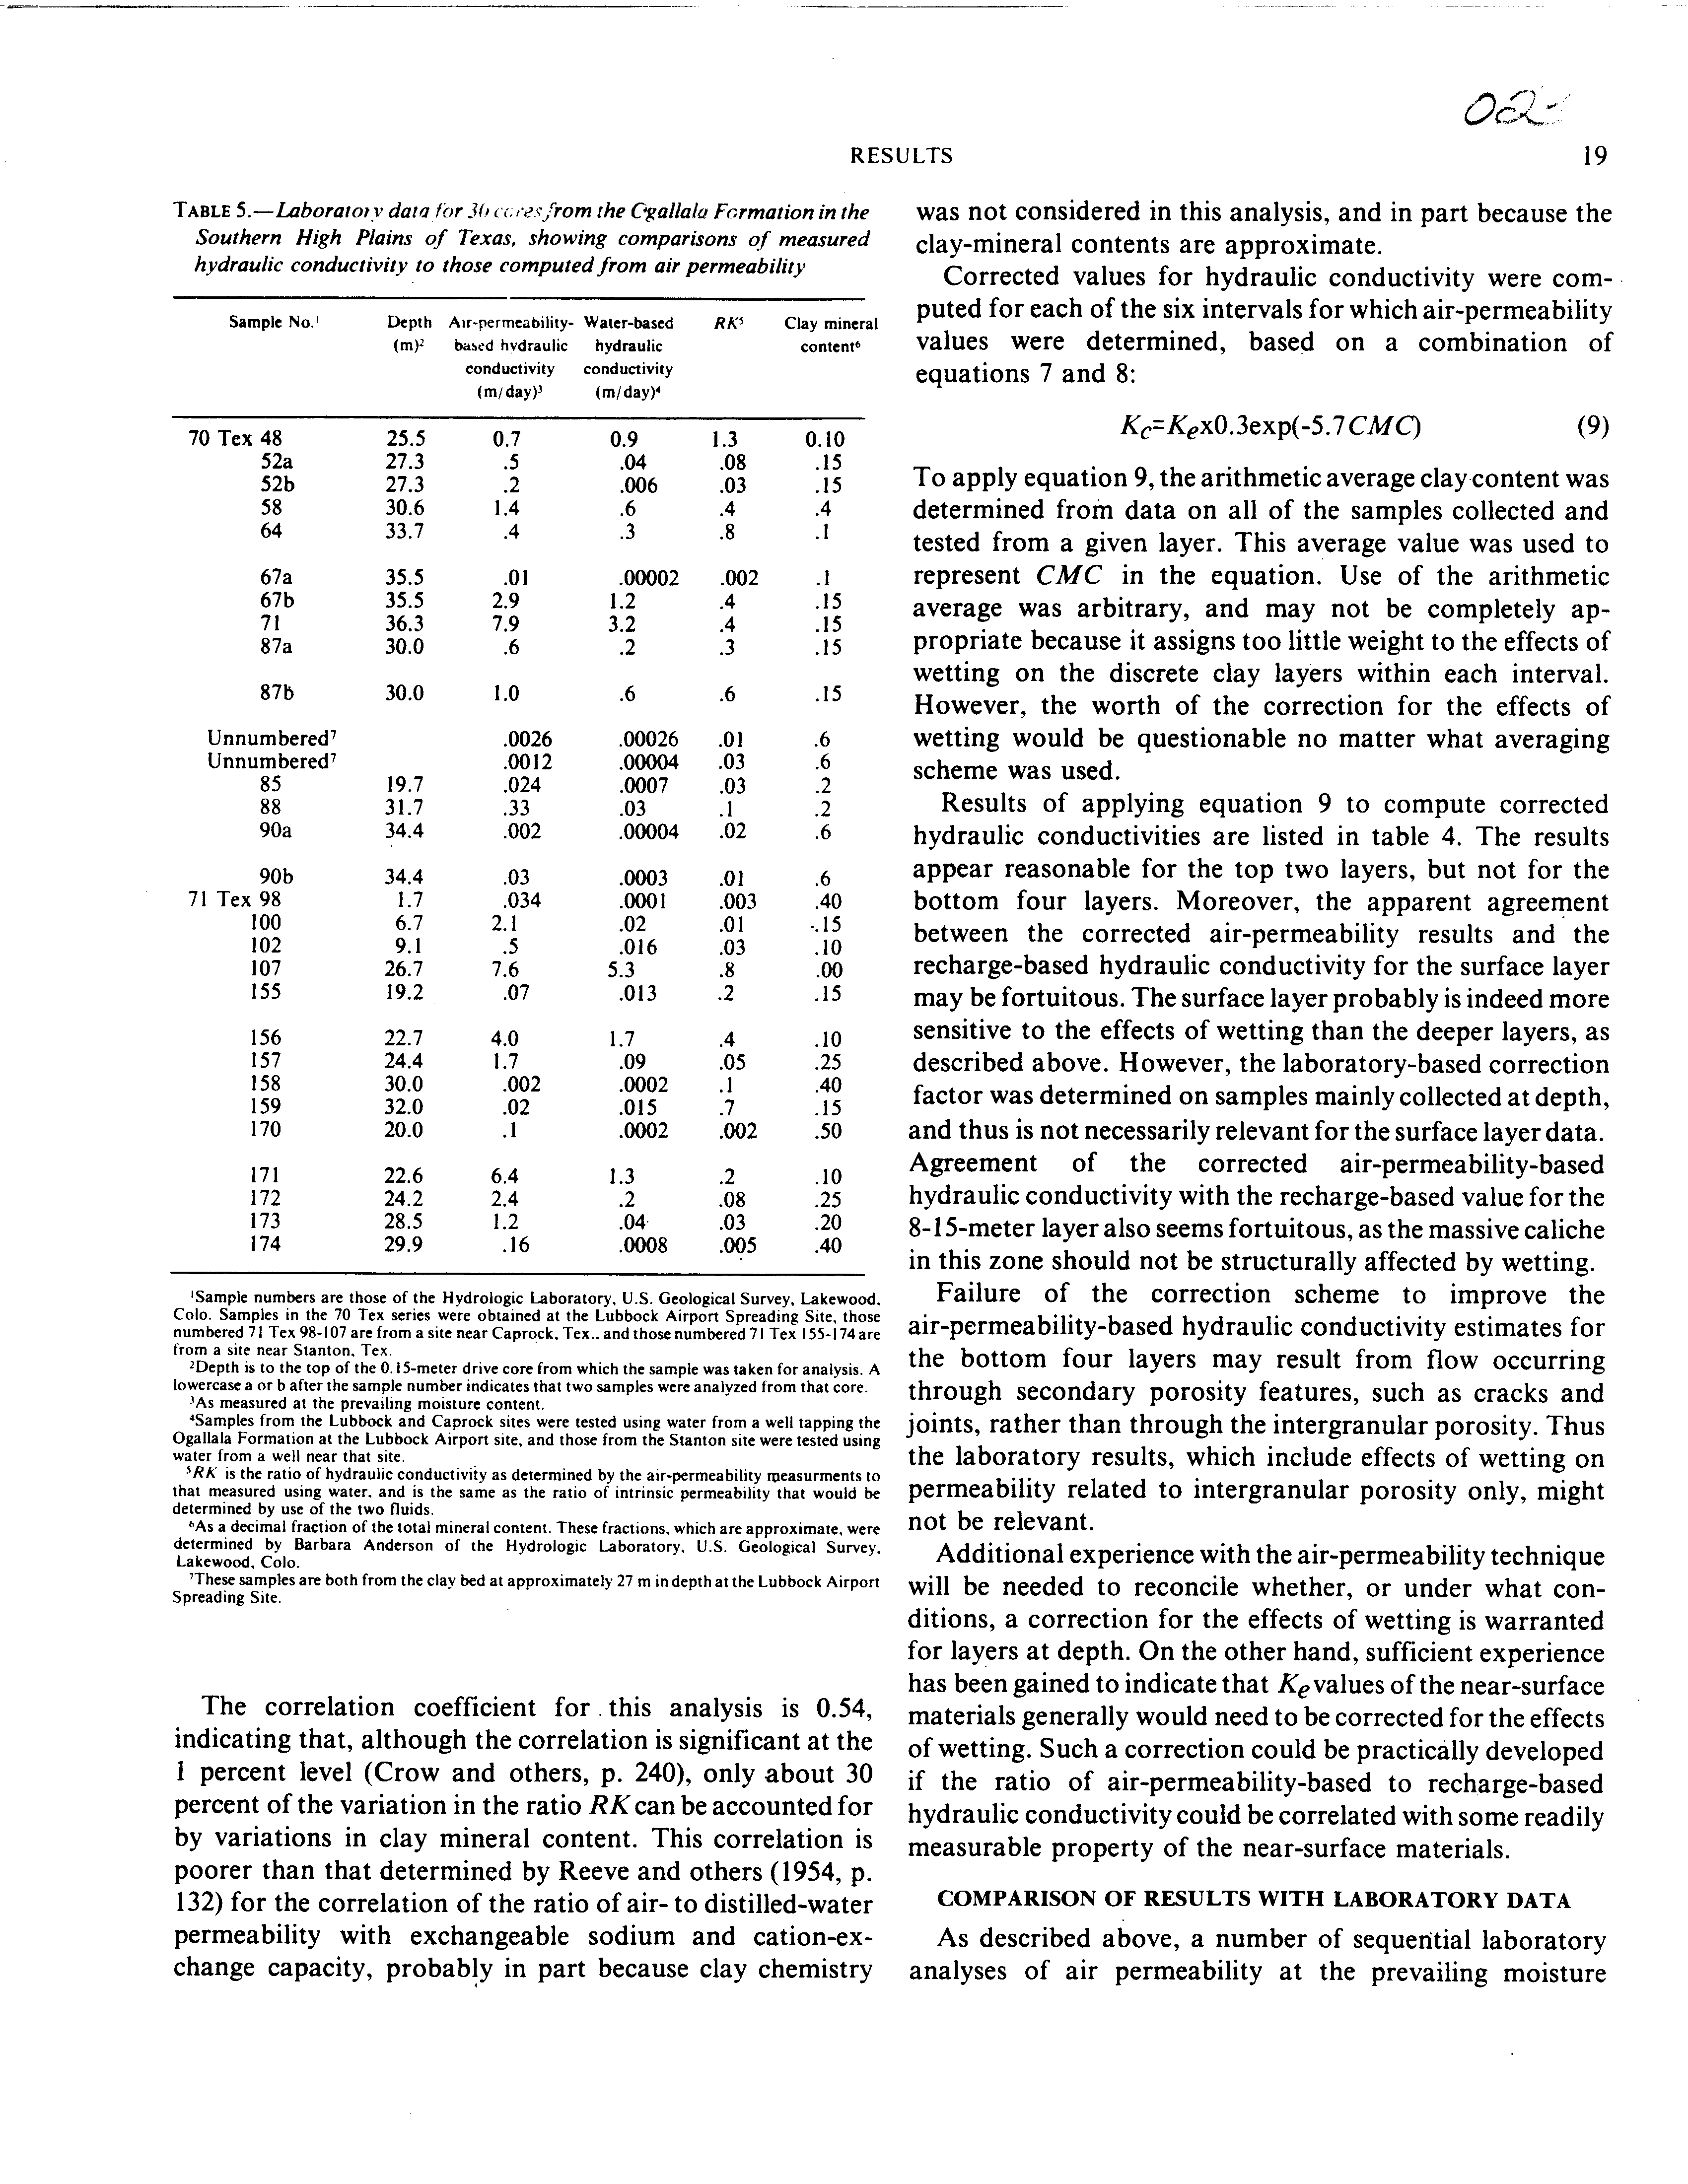 RESULTS
19
TABLE 5.—Laboratory data for 30 cores from the Ogallala Formation in the
Southern High Plains of Texas, showing comparisons of measured
hydraulic conductivity to those computed from air permeability
Sample No.¹ Depth Air-permeability- Water-based RK⁵ Clay mineral
(m)² based hydraulic hydraulic content⁶
conductivity conductivity
(m/day)³ (m/day)⁴
70 Tex 48 25.5 0.7 0.9 1.3 0.10
52a 27.3 .5 .04 .08 .15
52b 27.3 .2 .006 .03 .15
58 30.6 1.4 .6 .4 .4
64 33.7 .4 .3 .8 .1
67a 35.5 .01 .00002 .002 .1
67b 35.5 2.9 1.2 .4 .15
71 36.3 7.9 3.2 .4 .15
87a 30.0 .6 .2 .3 .15
87b 30.0 1.0 .6 .6 .15
Unnumbered⁷ .0026 .00026 .01 .6
Unnumbered⁷ .0012 .00004 .03 .6
85 19.7 .024 .0007 .03 .2
88 31.7 .33 .03 .1 .2
90a 34.4 .002 .00004 .02 .6
90b 34.4 .03 .0003 .01 .6
71 Tex 98 1.7 .034 .0001 .003 .40
100 6.7 2.1 .02 .01 .15
102 9.1 .5 .016 .03 .10
107 26.7 7.6 5.3 .8 .00
155 19.2 .07 .013 .2 .15
156 22.7 4.0 1.7 .4 .10
157 24.4 1.7 .09 .05 .25
158 30.0 .002 .0002 .1 .40
159 32.0 .02 .015 .7 .15
170 20.0 .1 .0002 .002 .50
171 22.6 6.4 1.3 .2 .10
172 24.2 2.4 .2 .08 .25
173 28.5 1.2 .04 .03 .20
174 29.9 .16 .0008 .005 .40
¹Sample numbers are those of the Hydrologic Laboratory, U.S. Geological Survey, Lakewood,
Colo. Samples in the 70 Tex series were obtained at the Lubbock Airport Spreading Site, those
numbered 71 Tex 98-107 are from a site near Caprock, Tex., and those numbered 71 Tex 155-174 are
from a site near Stanton, Tex.
²Depth is to the top of the 0.15-meter drive core from which the sample was taken for analysis. A
lowercase a or b after the sample number indicates that two samples were analyzed from that core.
³As measured at the prevailing moisture content.
⁴Samples from the Lubbock and Caprock sites were tested using water from a well tapping the
Ogallala Formation at the Lubbock Airport site, and those from the Stanton site were tested using
water from a well near that site.
⁵RK is the ratio of hydraulic conductivity as determined by the air-permeability measurments to
that measured using water, and is the same as the ratio of intrinsic permeability that would be
determined by use of the two fluids.
⁶As a decimal fraction of the total mineral content. These fractions, which are approximate, were
determined by Barbara Anderson of the Hydrologic Laboratory, U.S. Geological Survey,
Lakewood, Colo.
⁷These samples are both from the clay bed at approximately 27 m in depth at the Lubbock Airport
Spreading Site.
The correlation coefficient for this analysis is 0.54,
indicating that, although the correlation is significant at the
1 percent level (Crow and others, p. 240), only about 30
percent of the variation in the ratio RK can be accounted for
by variations in clay mineral content. This correlation is
poorer than that determined by Reeve and others (1954, p.
132) for the correlation of the ratio of air- to distilled-water
permeability with exchangeable sodium and cation-ex-
change capacity, probably in part because clay chemistry
was not considered in this analysis, and in part because the
clay-mineral contents are approximate.
Corrected values for hydraulic conductivity were com-
puted for each of the six intervals for which air-permeability
values were determined, based on a combination of
equations 7 and 8:
Kc=Kex0.3exp(-5.7CMC) (9)
To apply equation 9, the arithmetic average clay content was
determined from data on all of the samples collected and
tested from a given layer. This average value was used to
represent CMC in the equation. Use of the arithmetic
average was arbitrary, and may not be completely ap-
propriate because it assigns too little weight to the effects of
wetting on the discrete clay layers within each interval.
However, the worth of the correction for the effects of
wetting would be questionable no matter what averaging
scheme was used.
Results of applying equation 9 to compute corrected
hydraulic conductivities are listed in table 4. The results
appear reasonable for the top two layers, but not for the
bottom four layers. Moreover, the apparent agreement
between the corrected air-permeability results and the
recharge-based hydraulic conductivity for the surface layer
may be fortuitous. The surface layer probably is indeed more
sensitive to the effects of wetting than the deeper layers, as
described above. However, the laboratory-based correction
factor was determined on samples mainly collected at depth,
and thus is not necessarily relevant for the surface layer data.
Agreement of the corrected air-permeability-based
hydraulic conductivity with the recharge-based value for the
8-15-meter layer also seems fortuitous, as the massive caliche
in this zone should not be structurally affected by wetting.
Failure of the correction scheme to improve the
air-permeability-based hydraulic conductivity estimates for
the bottom four layers may result from flow occurring
through secondary porosity features, such as cracks and
joints, rather than through the intergranular porosity. Thus
the laboratory results, which include effects of wetting on
permeability related to intergranular porosity only, might
not be relevant.
Additional experience with the air-permeability technique
will be needed to reconcile whether, or under what con-
ditions, a correction for the effects of wetting is warranted
for layers at depth. On the other hand, sufficient experience
has been gained to indicate that Ke values of the near-surface
materials generally would need to be corrected for the effects
of wetting. Such a correction could be practically developed
if the ratio of air-permeability-based to recharge-based
hydraulic conductivity could be correlated with some readily
measurable property of the near-surface materials.
COMPARISON OF RESULTS WITH LABORATORY DATA
As described above, a number of sequential laboratory
analyses of air permeability at the prevailing moisture